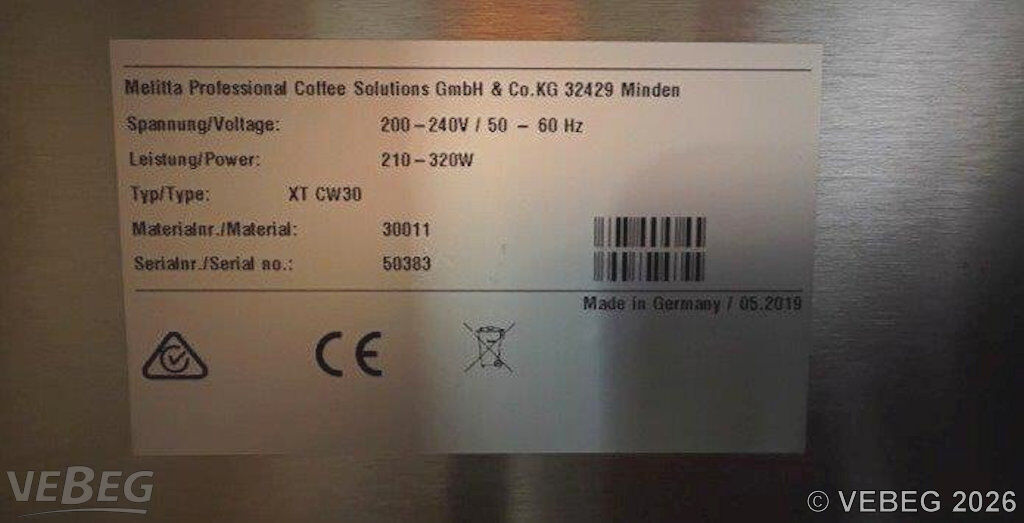 Melitta Professional Coffee Solutions GmbH & Co.KG 32429 Minden
Spannung/Voltage: 200-240V / 50 - 60 Hz
Leistung/Power: 210-320W
Typ/Type: XT CW30
Materialnr./Material: 30011
Serialnr./Serial no.: 50383
Made in Germany / 05.2019
CE
VEBEG
© VEBEG 2026